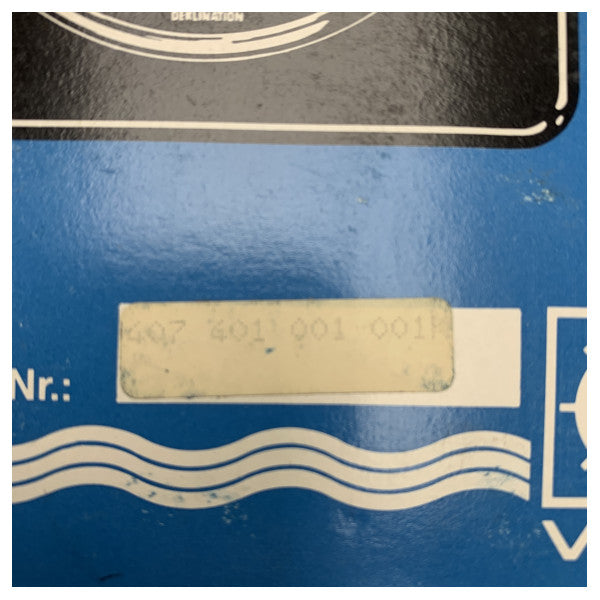 DEKLINATION
Nr.:
407 401 001 001
V